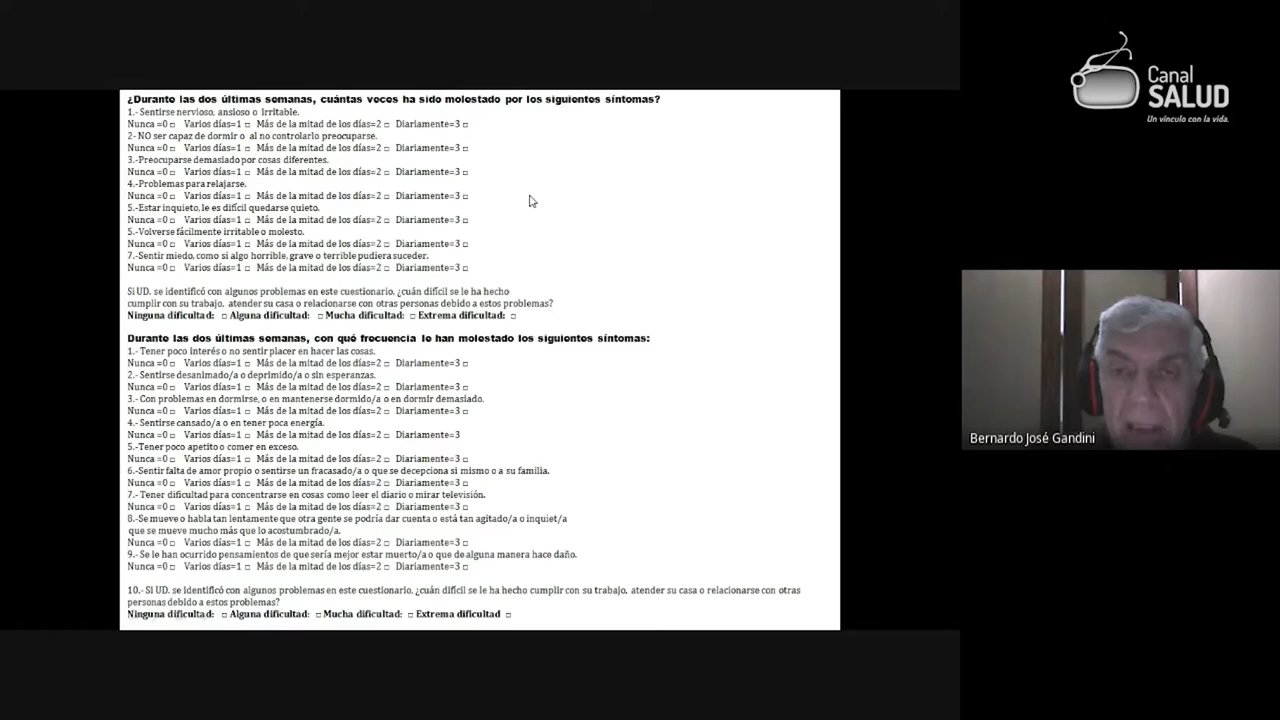 ¿Durante las dos últimas semanas, cuántas veces ha sido molestado por los siguientes síntomas?
1.- Sentirse nervioso, ansioso o Irritable.
Nunca =0 □ Varios días=1 □ Más de la mitad de los días=2 □ Diariamente=3 □
2- NO ser capaz de dormir o al no controlarlo preocuparse.
Nunca =0 □ Varios días=1 □ Más de la mitad de los días=2 □ Diariamente=3 □
3.-Preocuparse demasiado por cosas diferentes.
Nunca =0 □ Varios días=1 □ Más de la mitad de los días=2 □ Diariamente=3 □
4.-Problemas para relajarse.
Nunca =0 □ Varios días=1 □ Más de la mitad de los días=2 □ Diariamente=3 □
5.-Estar inquieto, le es difícil quedarse quieto.
Nunca =0 □ Varios días=1 □ Más de la mitad de los días=2 □ Diariamente=3 □
5.-Volverse fácilmente irritable o molesto.
Nunca =0 □ Varios días=1 □ Más de la mitad de los días=2 □ Diariamente=3 □
7.-Sentir miedo, como si algo horrible, grave o terrible pudiera suceder.
Nunca =0 □ Varios días=1 □ Más de la mitad de los días=2 □ Diariamente=3 □
Si UD. se identificó con algunos problemas en este cuestionario, ¿cuán difícil se le ha hecho
cumplir con su trabajo, atender su casa o relacionarse con otras personas debido a estos problemas?
Ninguna dificultad: □ Alguna dificultad: □ Mucha dificultad: □ Extrema dificultad: □
Durante las dos últimas semanas, con qué frecuencia le han molestado los siguientes síntomas:
1.- Tener poco interés o no sentir placer en hacer las cosas.
Nunca =0 □ Varios días=1 □ Más de la mitad de los días=2 □ Diariamente=3 □
2.- Sentirse desanimado/a o deprimido/a o sin esperanzas.
Nunca =0 □ Varios días=1 □ Más de la mitad de los días=2 □ Diariamente=3 □
3.- Con problemas en dormirse, o en mantenerse dormido/a o en dormir demasiado.
Nunca =0 □ Varios días=1 □ Más de la mitad de los días=2 □ Diariamente=3 □
4.- Sentirse cansado/a o en tener poca energía.
Nunca =0 □ Varios días=1 □ Más de la mitad de los días=2 □ Diariamente=3
5.-Tener poco apetito o comer en exceso.
Nunca =0 □ Varios días=1 □ Más de la mitad de los días=2 □ Diariamente=3 □
6.-Sentir falta de amor propio o sentirse un fracasado/a o que se decepciona si mismo o a su familia.
Nunca =0 □ Varios días=1 □ Más de la mitad de los días=2 □ Diariamente=3 □
7.- Tener dificultad para concentrarse en cosas como leer el diario o mirar televisión.
Nunca =0 □ Varios días=1 □ Más de la mitad de los días=2 □ Diariamente=3 □
8.-Se mueve o habla tan lentamente que otra gente se podría dar cuenta o está tan agitado/a o inquiet/a
que se mueve mucho más que lo acostumbrado/a.
Nunca =0 □ Varios días=1 □ Más de la mitad de los días=2 □ Diariamente=3 □
9.- Se le han ocurrido pensamientos de que sería mejor estar muerto/a o que de alguna manera hace daño.
Nunca =0 □ Varios días=1 □ Más de la mitad de los días=2 □ Diariamente=3 □
10.- Si UD. se identificó con algunos problemas en este cuestionario, ¿cuán difícil se le ha hecho cumplir con su trabajo, atender su casa o relacionarse con otras
personas debido a estos problemas?
Ninguna dificultad: □ Alguna dificultad: □ Mucha dificultad: □ Extrema dificultad □
Canal
SALUD
Un vínculo con la vida.
Bernardo José Gandini